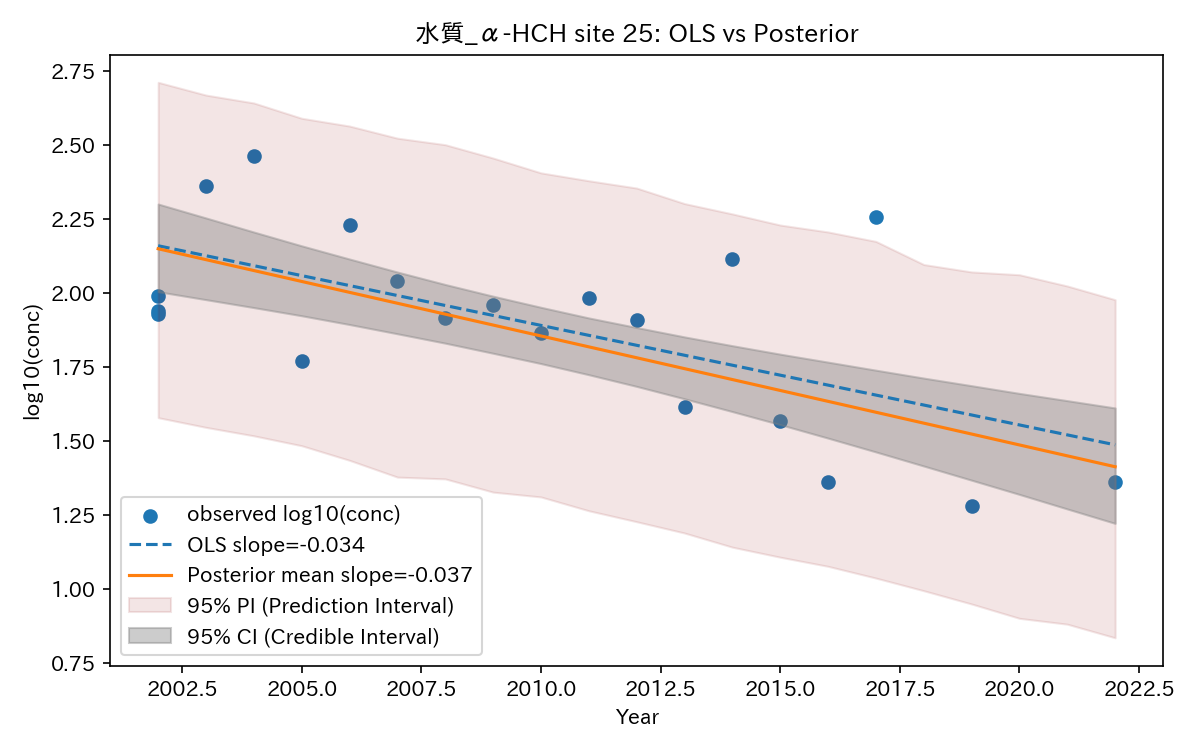 水質_α-HCH site 25: OLS vs Posterior
2.75
2.50
2.25
2.00
1.75
1.50
1.25
1.00
0.75
log10(conc)
observed log10(conc)
OLS slope=-0.034
Posterior mean slope=-0.037
95% PI (Prediction Interval)
95% CI (Credible Interval)
2002.5 2005.0 2007.5 2010.0 2012.5 2015.0 2017.5 2020.0 2022.5
Year